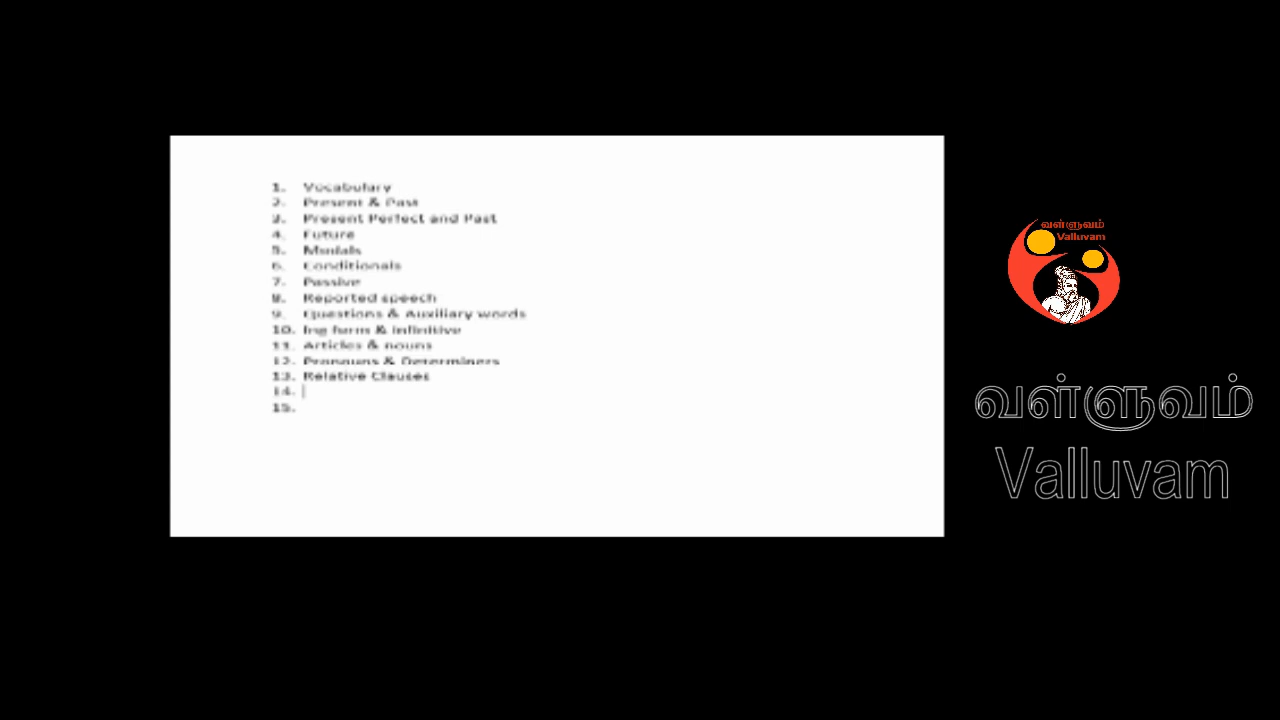 1. Vocabulary
2. Present & Past
3. Present Perfect and Past
4. Future
5. Modals
6. Conditionals
7. Passive
8. Reported speech
9. Questions & Auxiliary words
10. Ing form & infinitive
11. Articles & nouns
12. Pronouns & Determiners
13. Relative Clauses
14.
15.
வள்ளுவம்
Valluvam
வள்ளுவம்
Valluvam